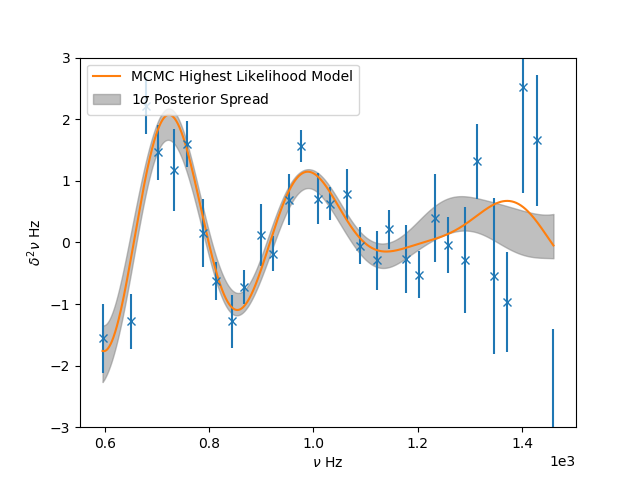 MCMC Highest Likelihood Model
1σ Posterior Spread
3
2
1
0
−1
−2
−3
δ²ν Hz
0.6 0.8 1.0 1.2 1.4
1e3
ν Hz